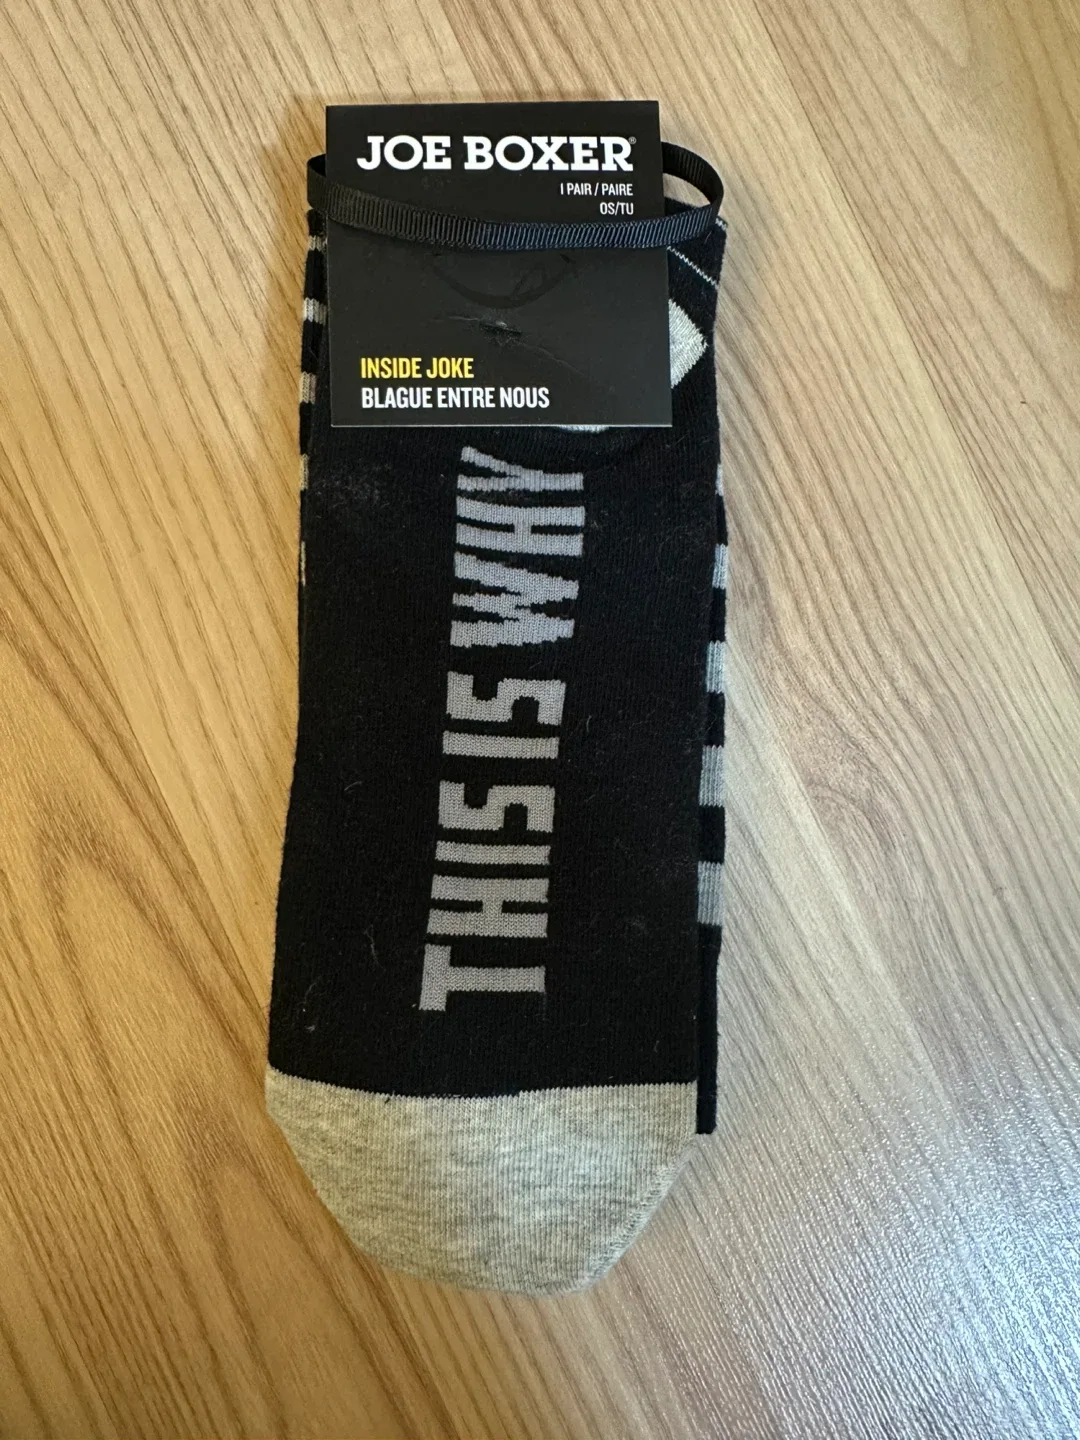 JOE BOXER®
1 PAIR / PAIRE
OS/TU
INSIDE JOKE
BLAGUE ENTRE NOUS
THIS IS WHY